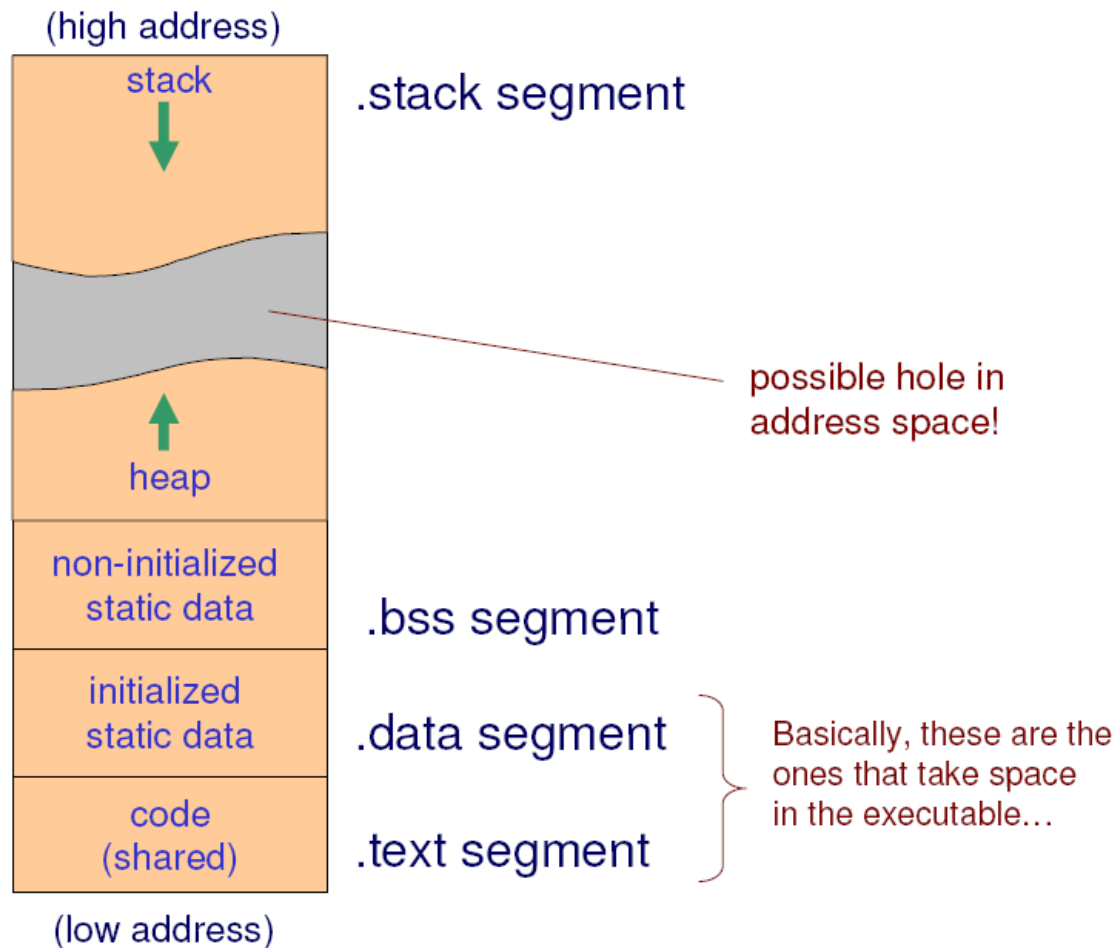 (high address)
stack
.stack segment
possible hole in
address space!
heap
non-initialized
static data
.bss segment
initialized
static data
.data segment
Basically, these are the
ones that take space
in the executable…
code
(shared)
.text segment
(low address)